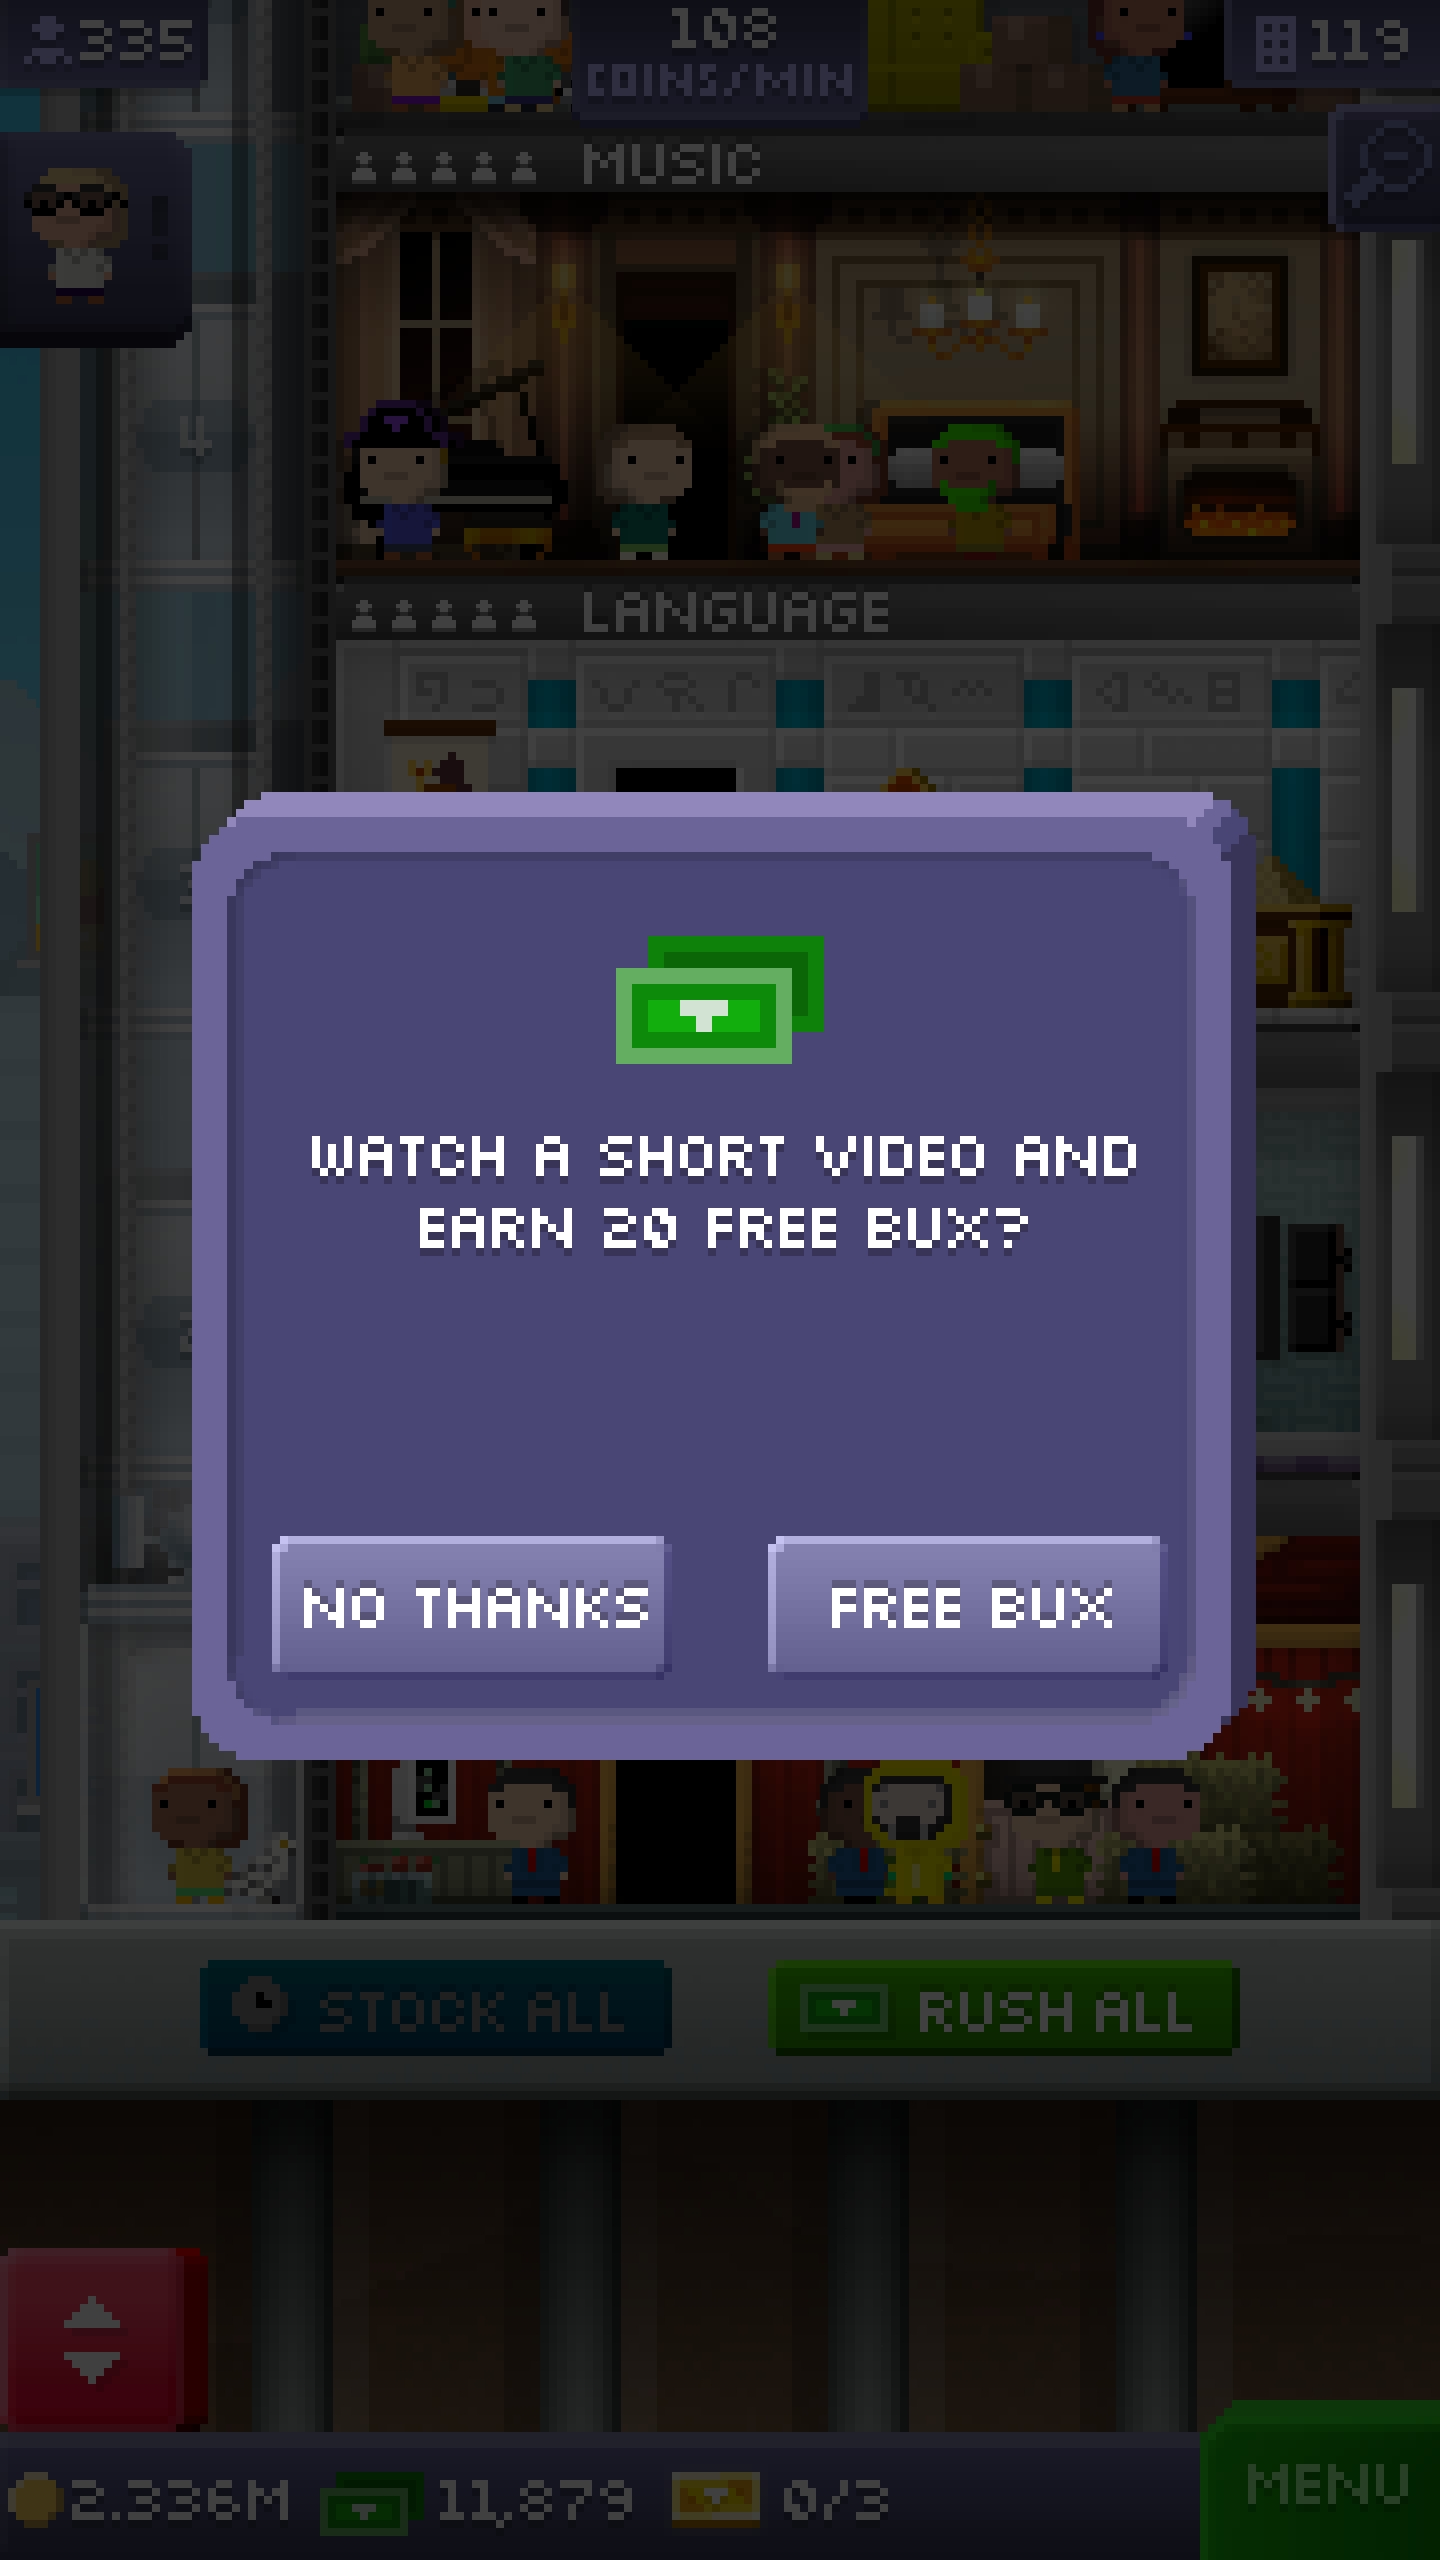 335
108
COINS/MIN
119
MUSIC
4
LANGUAGE
WATCH A SHORT VIDEO AND
EARN 20 FREE BUX?
NO THANKS
FREE BUX
STOCK ALL
RUSH ALL
2.336M
11,879
0/3
MENU